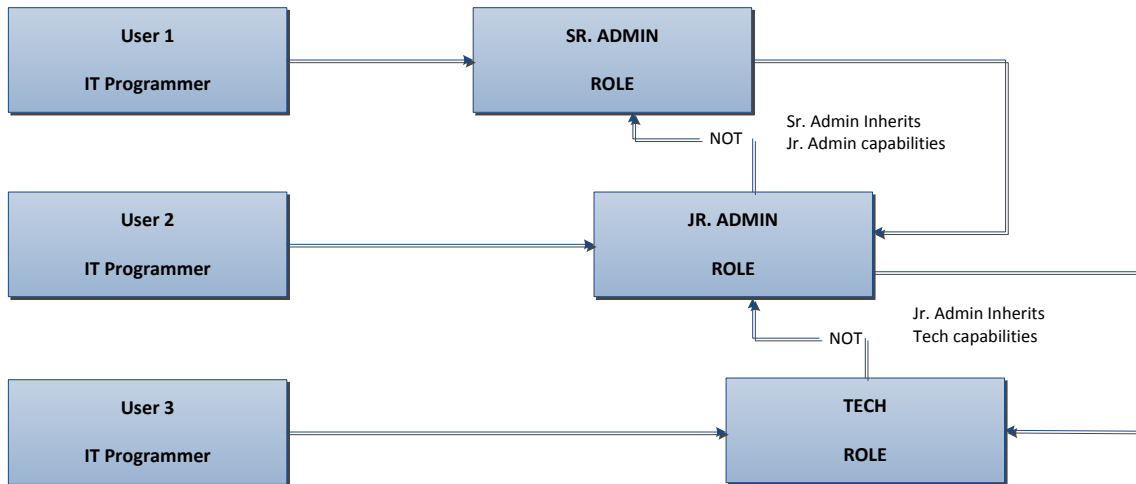 User 1
IT Programmer
SR. ADMIN
ROLE
NOT
Sr. Admin Inherits
Jr. Admin capabilities
User 2
IT Programmer
JR. ADMIN
ROLE
NOT
Jr. Admin Inherits
Tech capabilities
User 3
IT Programmer
TECH
ROLE